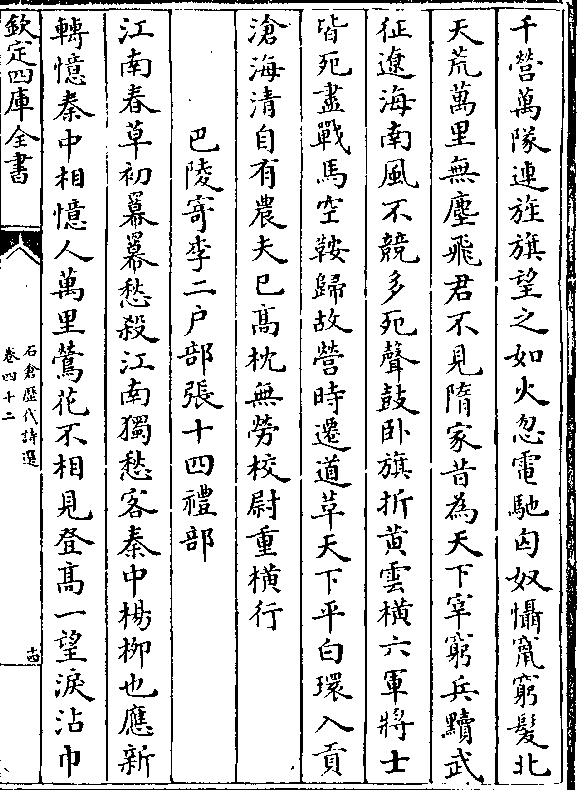 千營萬隊連旌旗望之如火忽電馳匈奴懾竄窮髮北
天荒萬里無塵飛君不見隋家昔為天下宰窮兵黷武
征遼海南風不競多死聲鼓卧旗折黄雲橫六軍將士
皆死盡戰馬空鞍歸故營時遷道革天下平白環入貢
滄海清自有農夫已髙枕無勞校尉重橫行
巴陵寄李二户部張十四禮部
江南春草初羃羃愁殺江南獨愁客秦中楊柳也應新
轉憶秦中相憶人萬里鶯花不相見登髙一望淚沾巾
欽定四庫全書
石倉歷代詩選
卷四十二
十四